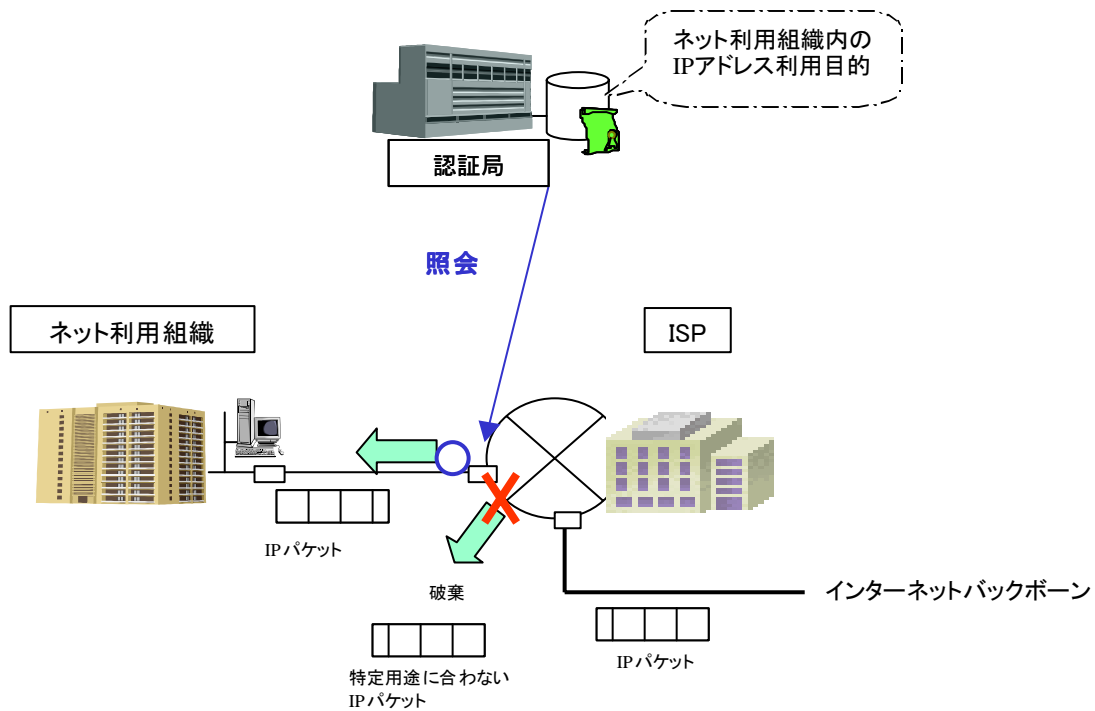 ネット利用組織内の
IPアドレス利用目的
認証局
照会
ネット利用組織
ISP
IPパケット
破棄
インターネットバックボーン
特定用途に合わない
IPパケット
IPパケット